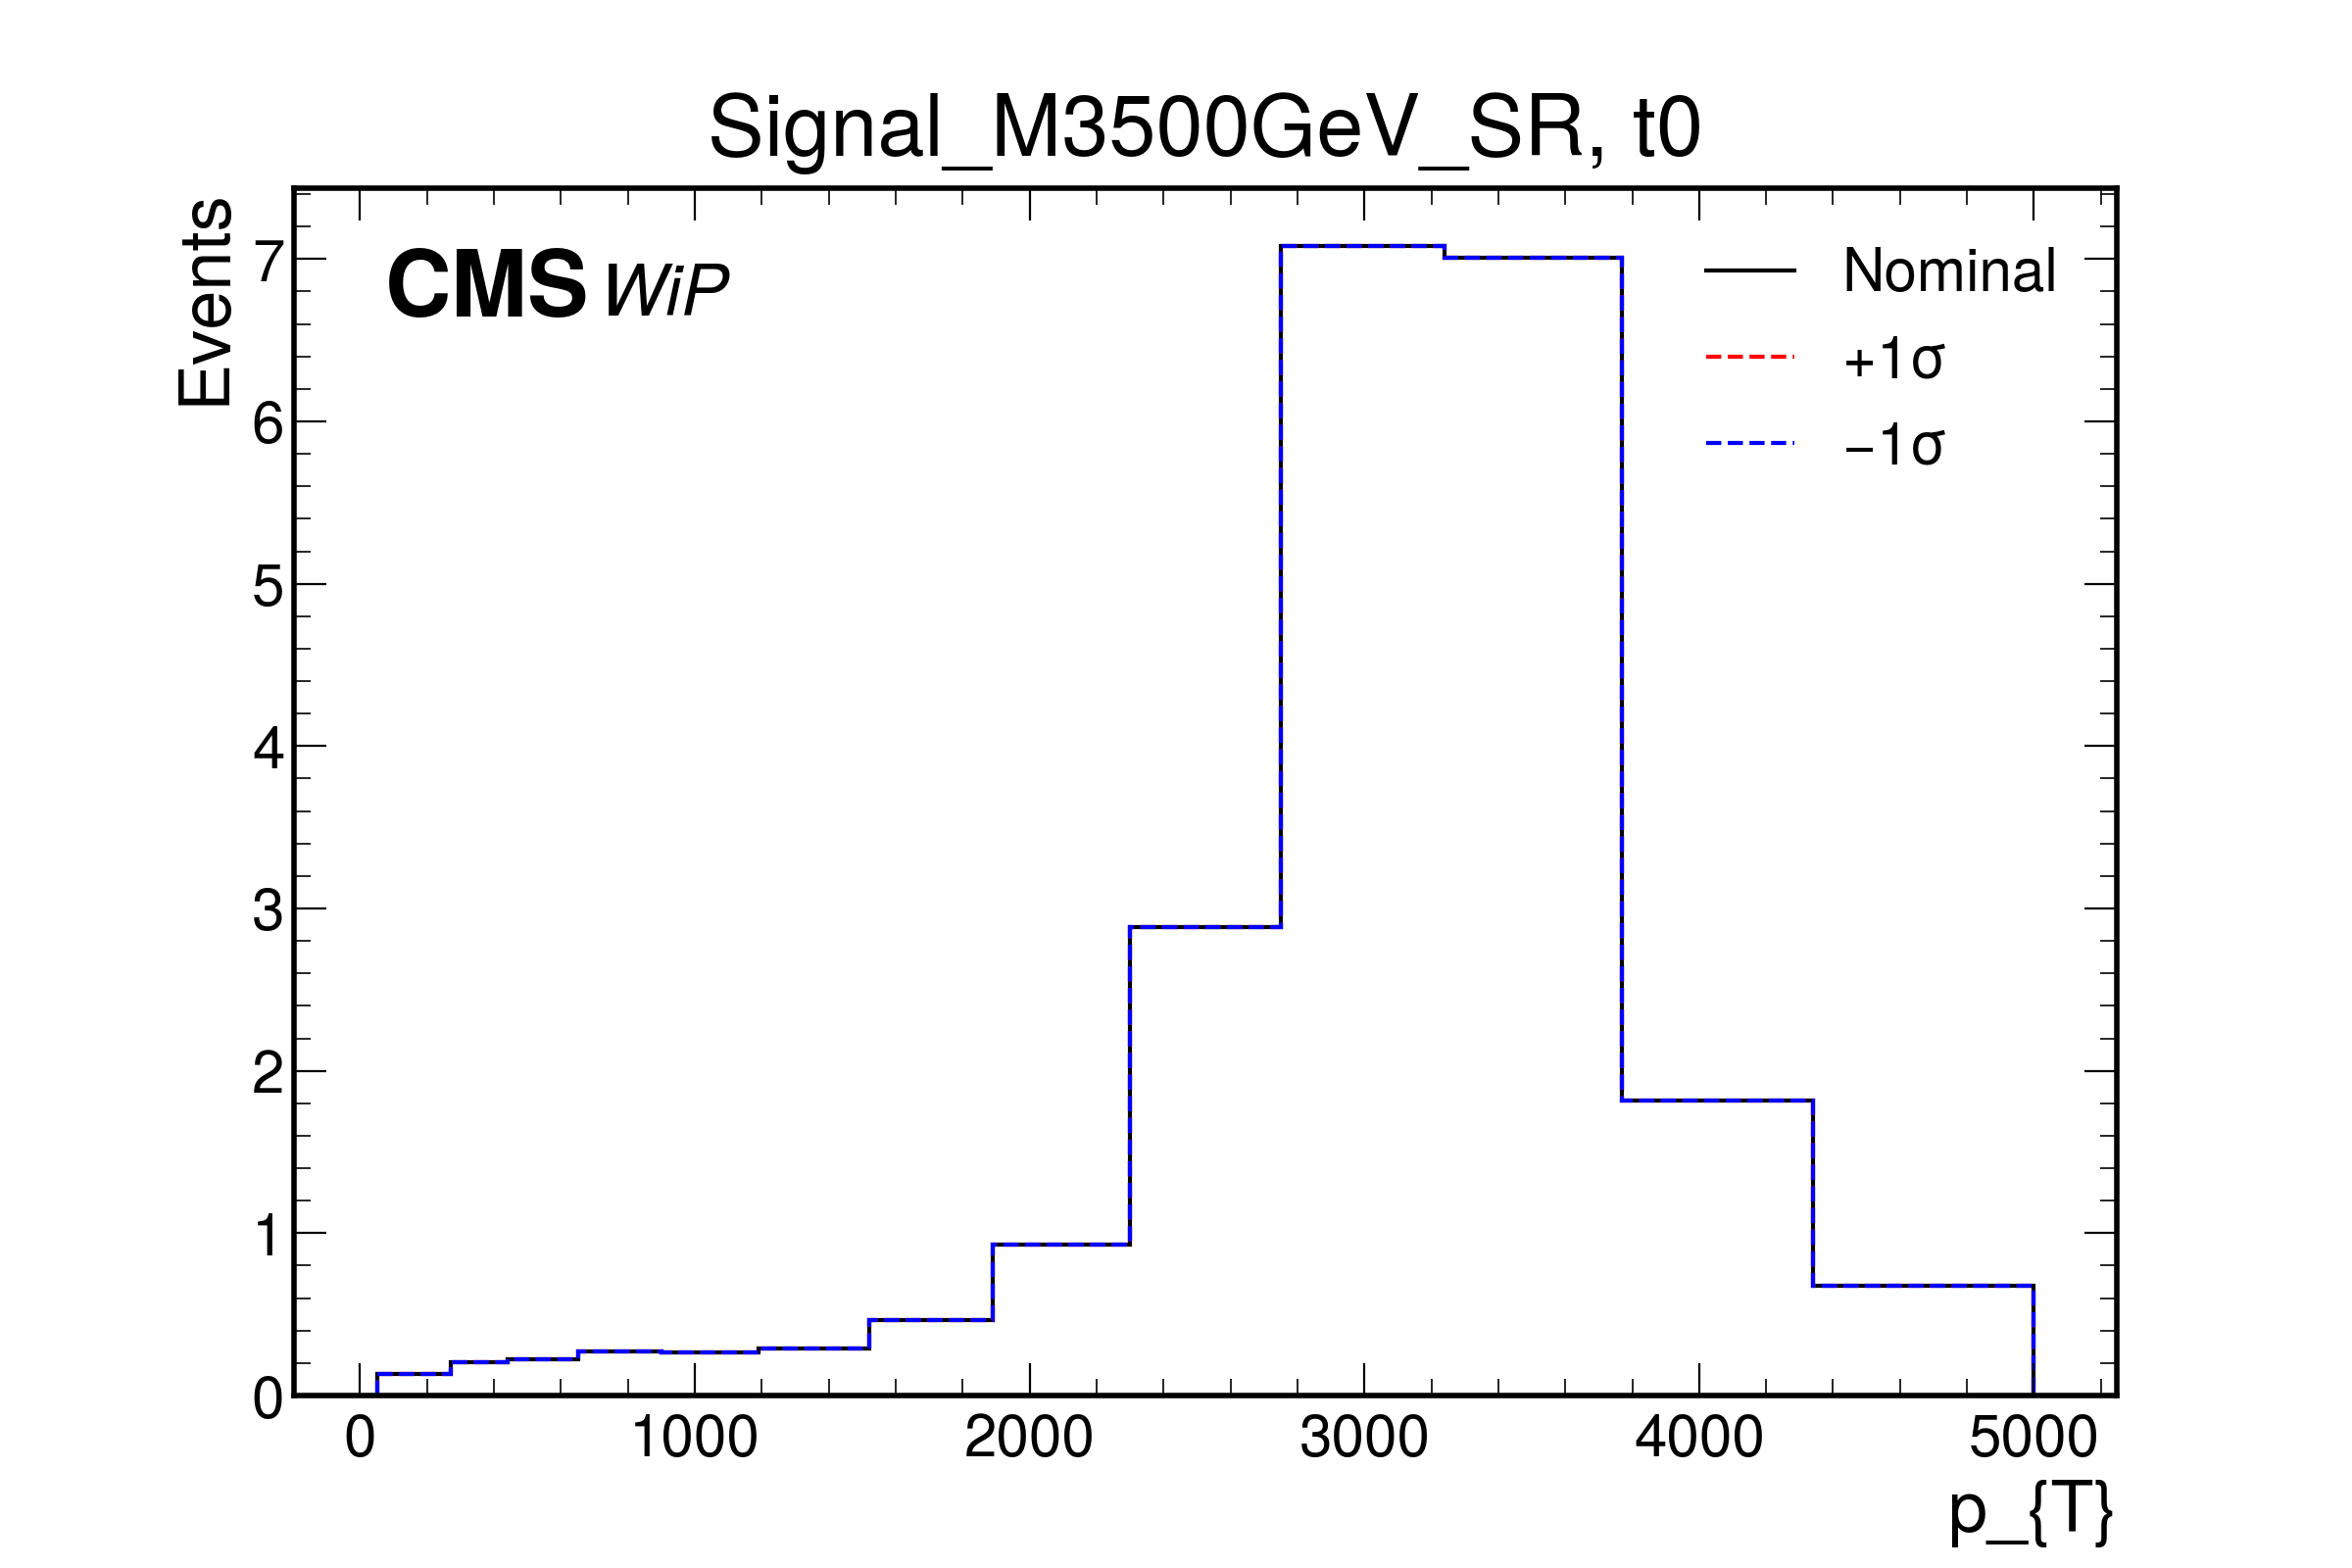 Signal_M3500GeV_SR, t0
Events
CMS WiP
Nominal
+1σ
−1σ
7
6
5
4
3
2
1
0
0 1000 2000 3000 4000 5000
p_{T}